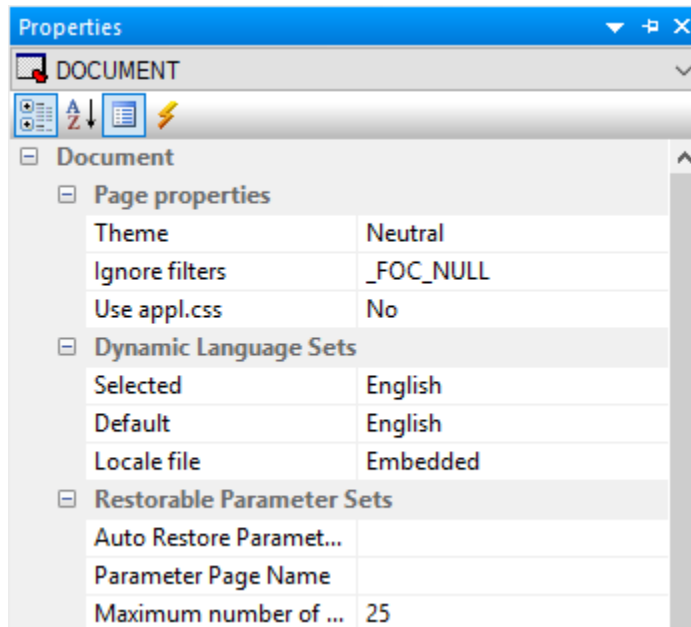 Properties
DOCUMENT
Document
Page properties
Theme Neutral
Ignore filters _FOC_NULL
Use appl.css No
Dynamic Language Sets
Selected English
Default English
Locale file Embedded
Restorable Parameter Sets
Auto Restore Paramet...
Parameter Page Name
Maximum number of ... 25